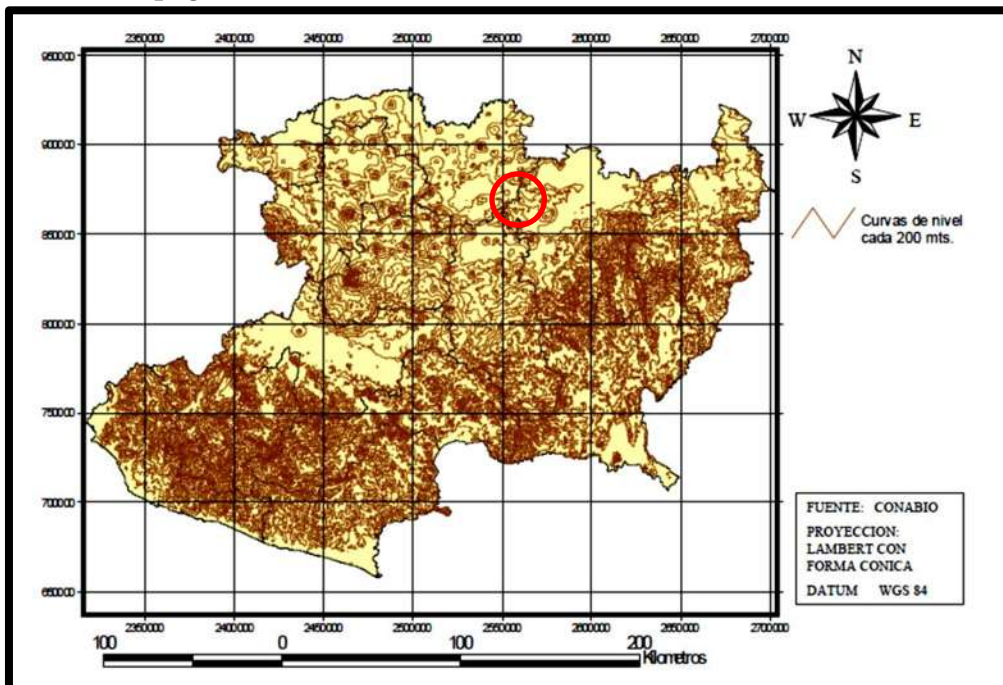 2350000 2400000 2450000 2500000 2550000 2600000 2650000 2700000
950000
900000
850000
800000
750000
700000
650000
N
W E
S
Curvas de nivel
cada 200 mts.
FUENTE: CONABIO
PROYECCION:
LAMBERT CON
FORMA CONICA
DATUM WGS 84
2350000 2400000 2450000 2500000 2550000 2600000 2650000 2700000
100 0 100 200
Kilometros